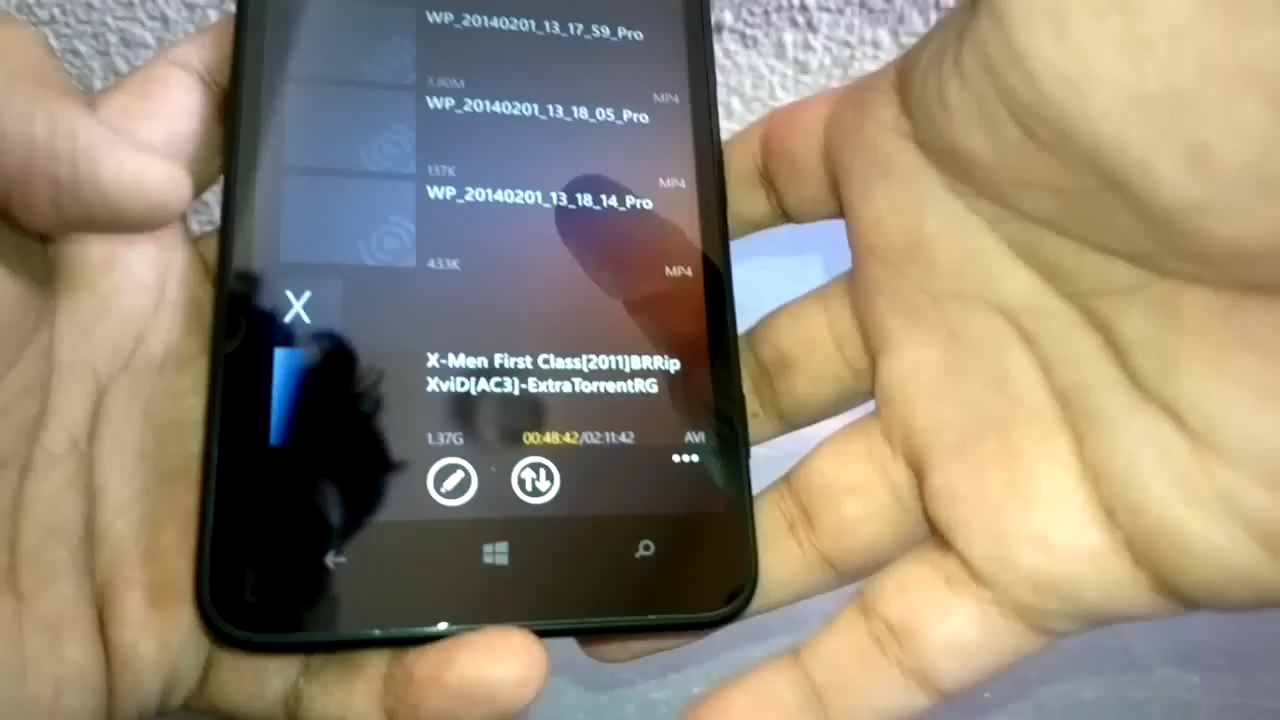 WP_20140201_13_17_59_Pro
3.80M
MP4
WP_20140201_13_18_05_Pro
137K
MP4
WP_20140201_13_18_14_Pro
433K
MP4
X
X-Men First Class[2011]BRRip
XviD[AC3]-ExtraTorrentRG
1.37G 00:48:42/02:11:42 AVI